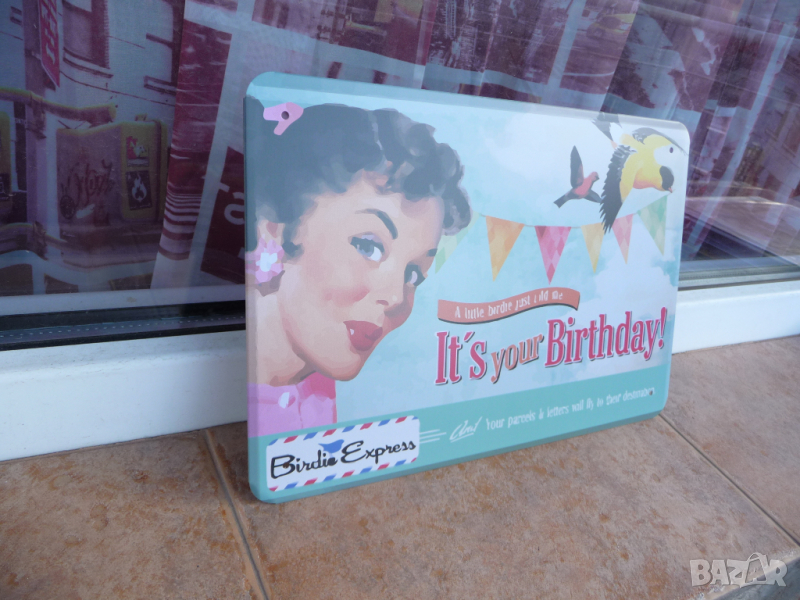 A little birdie just told me
It's your Birthday!
Your parcels & letters will fly to their destination
Birdie Express
BAZAR